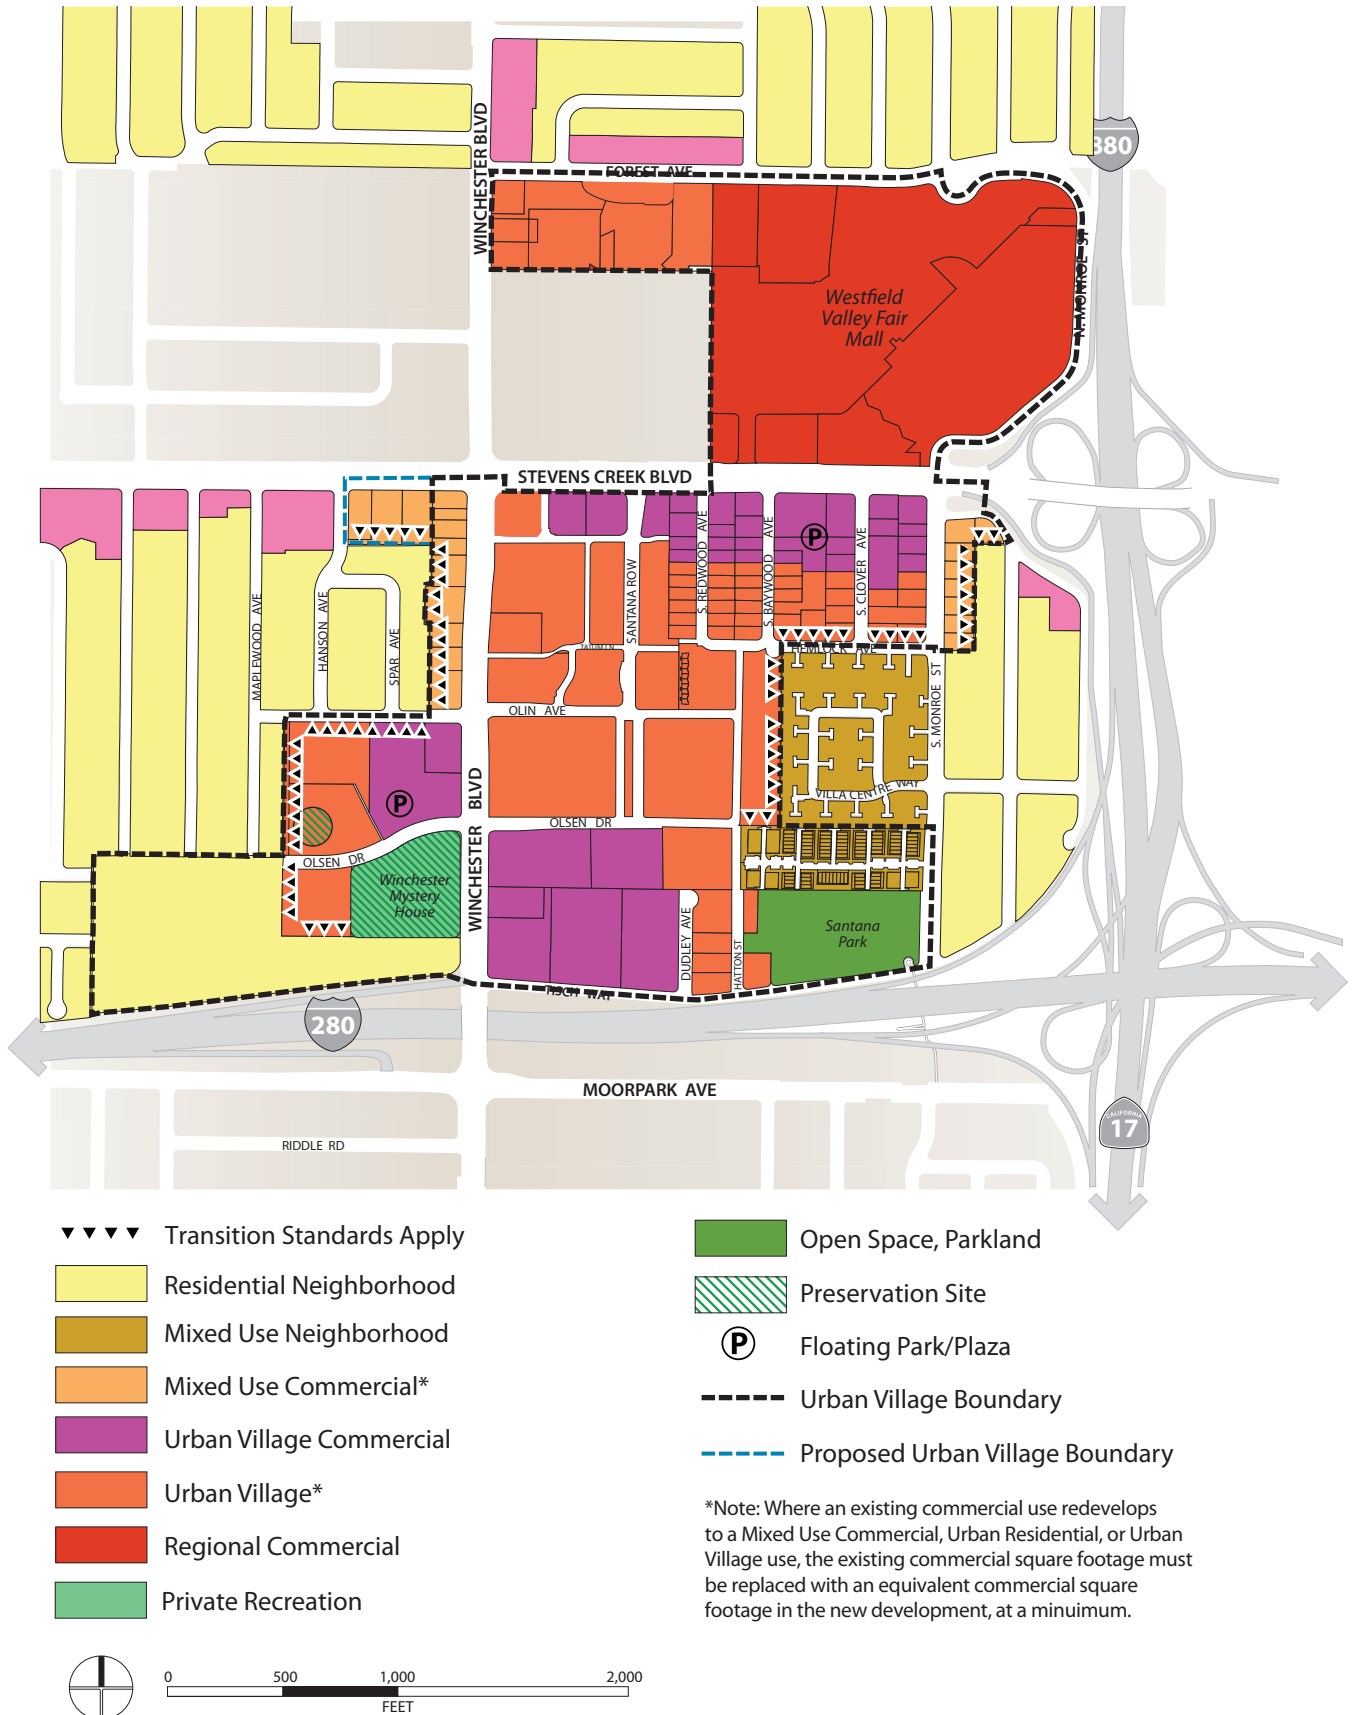 WINCHESTER BLVD
FOREST AVE
380
N. MONROE ST
Westfield
Valley Fair
Mall
STEVENS CREEK BLVD
MAPLEWOOD AVE
HANSON AVE
SPAR AVE
SANTANA ROW
S. REDWOOD AVE
S. BAYWOOD AVE
P
S. CLOVER AVE
TATUM LN
HEMLOCK AVE
S. MONROE ST
OLIN AVE
VILLA CENTRE WAY
P
WINCHESTER BLVD
OLSEN DR
OLSEN DR
Winchester
Mystery
House
DUDLEY AVE
HATTON ST
Santana
Park
TISCH WAY
280
MOORPARK AVE
RIDDLE RD
CALIFORNIA
17
Transition Standards Apply
Residential Neighborhood
Mixed Use Neighborhood
Mixed Use Commercial*
Urban Village Commercial
Urban Village*
Regional Commercial
Private Recreation
Open Space, Parkland
Preservation Site
P
Floating Park/Plaza
Urban Village Boundary
Proposed Urban Village Boundary
*Note: Where an existing commercial use redevelops
to a Mixed Use Commercial, Urban Residential, or Urban
Village use, the existing commercial square footage must
be replaced with an equivalent commercial square
footage in the new development, at a minuimum.
0 500 1,000 2,000
FEET